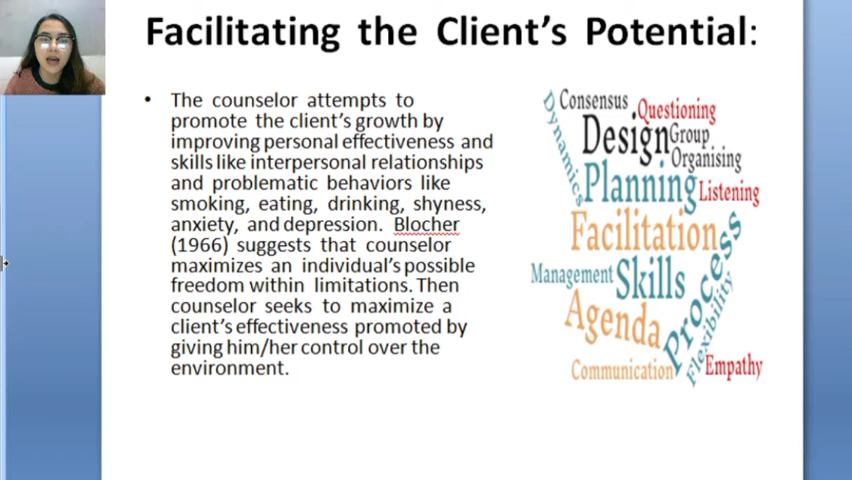 Facilitating the Client's Potential:
• The counselor attempts to
promote the client's growth by
improving personal effectiveness and
skills like interpersonal relationships
and problematic behaviors like
smoking, eating, drinking, shyness,
anxiety, and depression. Blocher
(1966) suggests that counselor
maximizes an individual's possible
freedom within limitations. Then
counselor seeks to maximize a
client's effectiveness promoted by
giving him/her control over the
environment.
Consensus
Dynamics
Questioning
Design
Group
Organising
Planning
Listening
Facilitation
Management
Skills
Process
Agenda
Flexibility
Communication
Empathy